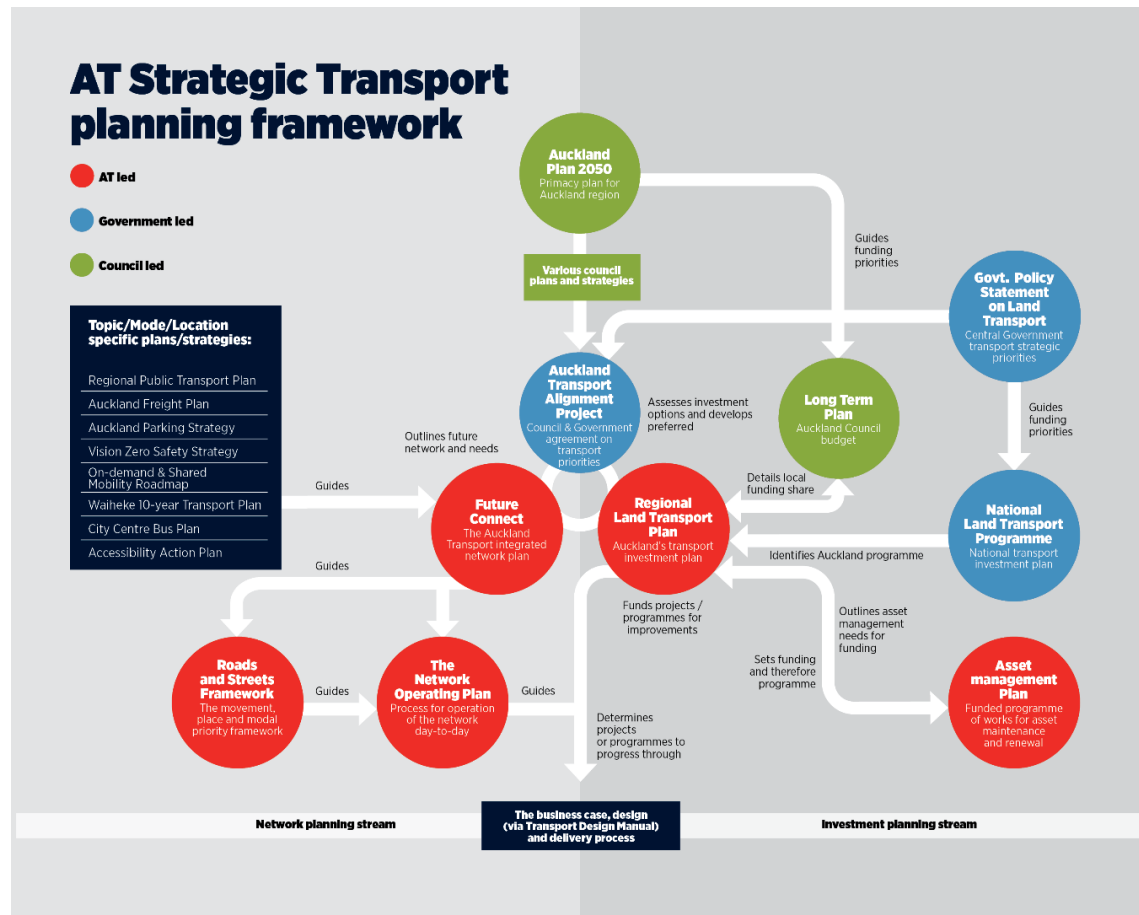 AT Strategic Transport
planning framework
AT led
Government led
Council led
Topic/Mode/Location
specific plans/strategies:
Regional Public Transport Plan
Auckland Freight Plan
Auckland Parking Strategy
Vision Zero Safety Strategy
On-demand & Shared
Mobility Roadmap
Waiheke 10-year Transport Plan
City Centre Bus Plan
Accessibility Action Plan
Auckland
Plan 2050
Primacy plan for
Auckland region
Various council
plans and strategies
Guides
funding
priorities
Govt. Policy
Statement
on Land
Transport
Central Government
transport strategic
priorities
Auckland
Transport
Alignment
Project
Council & Government
agreement on
transport
priorities
Assesses investment
options and develops
preferred
Long Term
Plan
Auckland Council
budget
Guides
funding
priorities
Outlines future
network and needs
Guides
Future
Connect
The Auckland
Transport integrated
network plan
Regional
Land Transport
Plan
Auckland's transport
investment plan
Details local
funding share
Identifies Auckland programme
National
Land Transport
Programme
National transport
investment plan
Guides
Funds projects /
programmes for
improvements
Outlines asset
management
needs for
funding
Sets funding
and therefore
programme
Roads
and Streets
Framework
The movement,
place and modal
priority framework
Guides
The
Network
Operating Plan
Process for operation
of the network
day-to-day
Guides
Determines
projects
or programmes to
progress through
Asset
management
Plan
Funded programme
of works for asset
maintenance
and renewal
Network planning stream
The business case, design
(via Transport Design Manual)
and delivery process
Investment planning stream